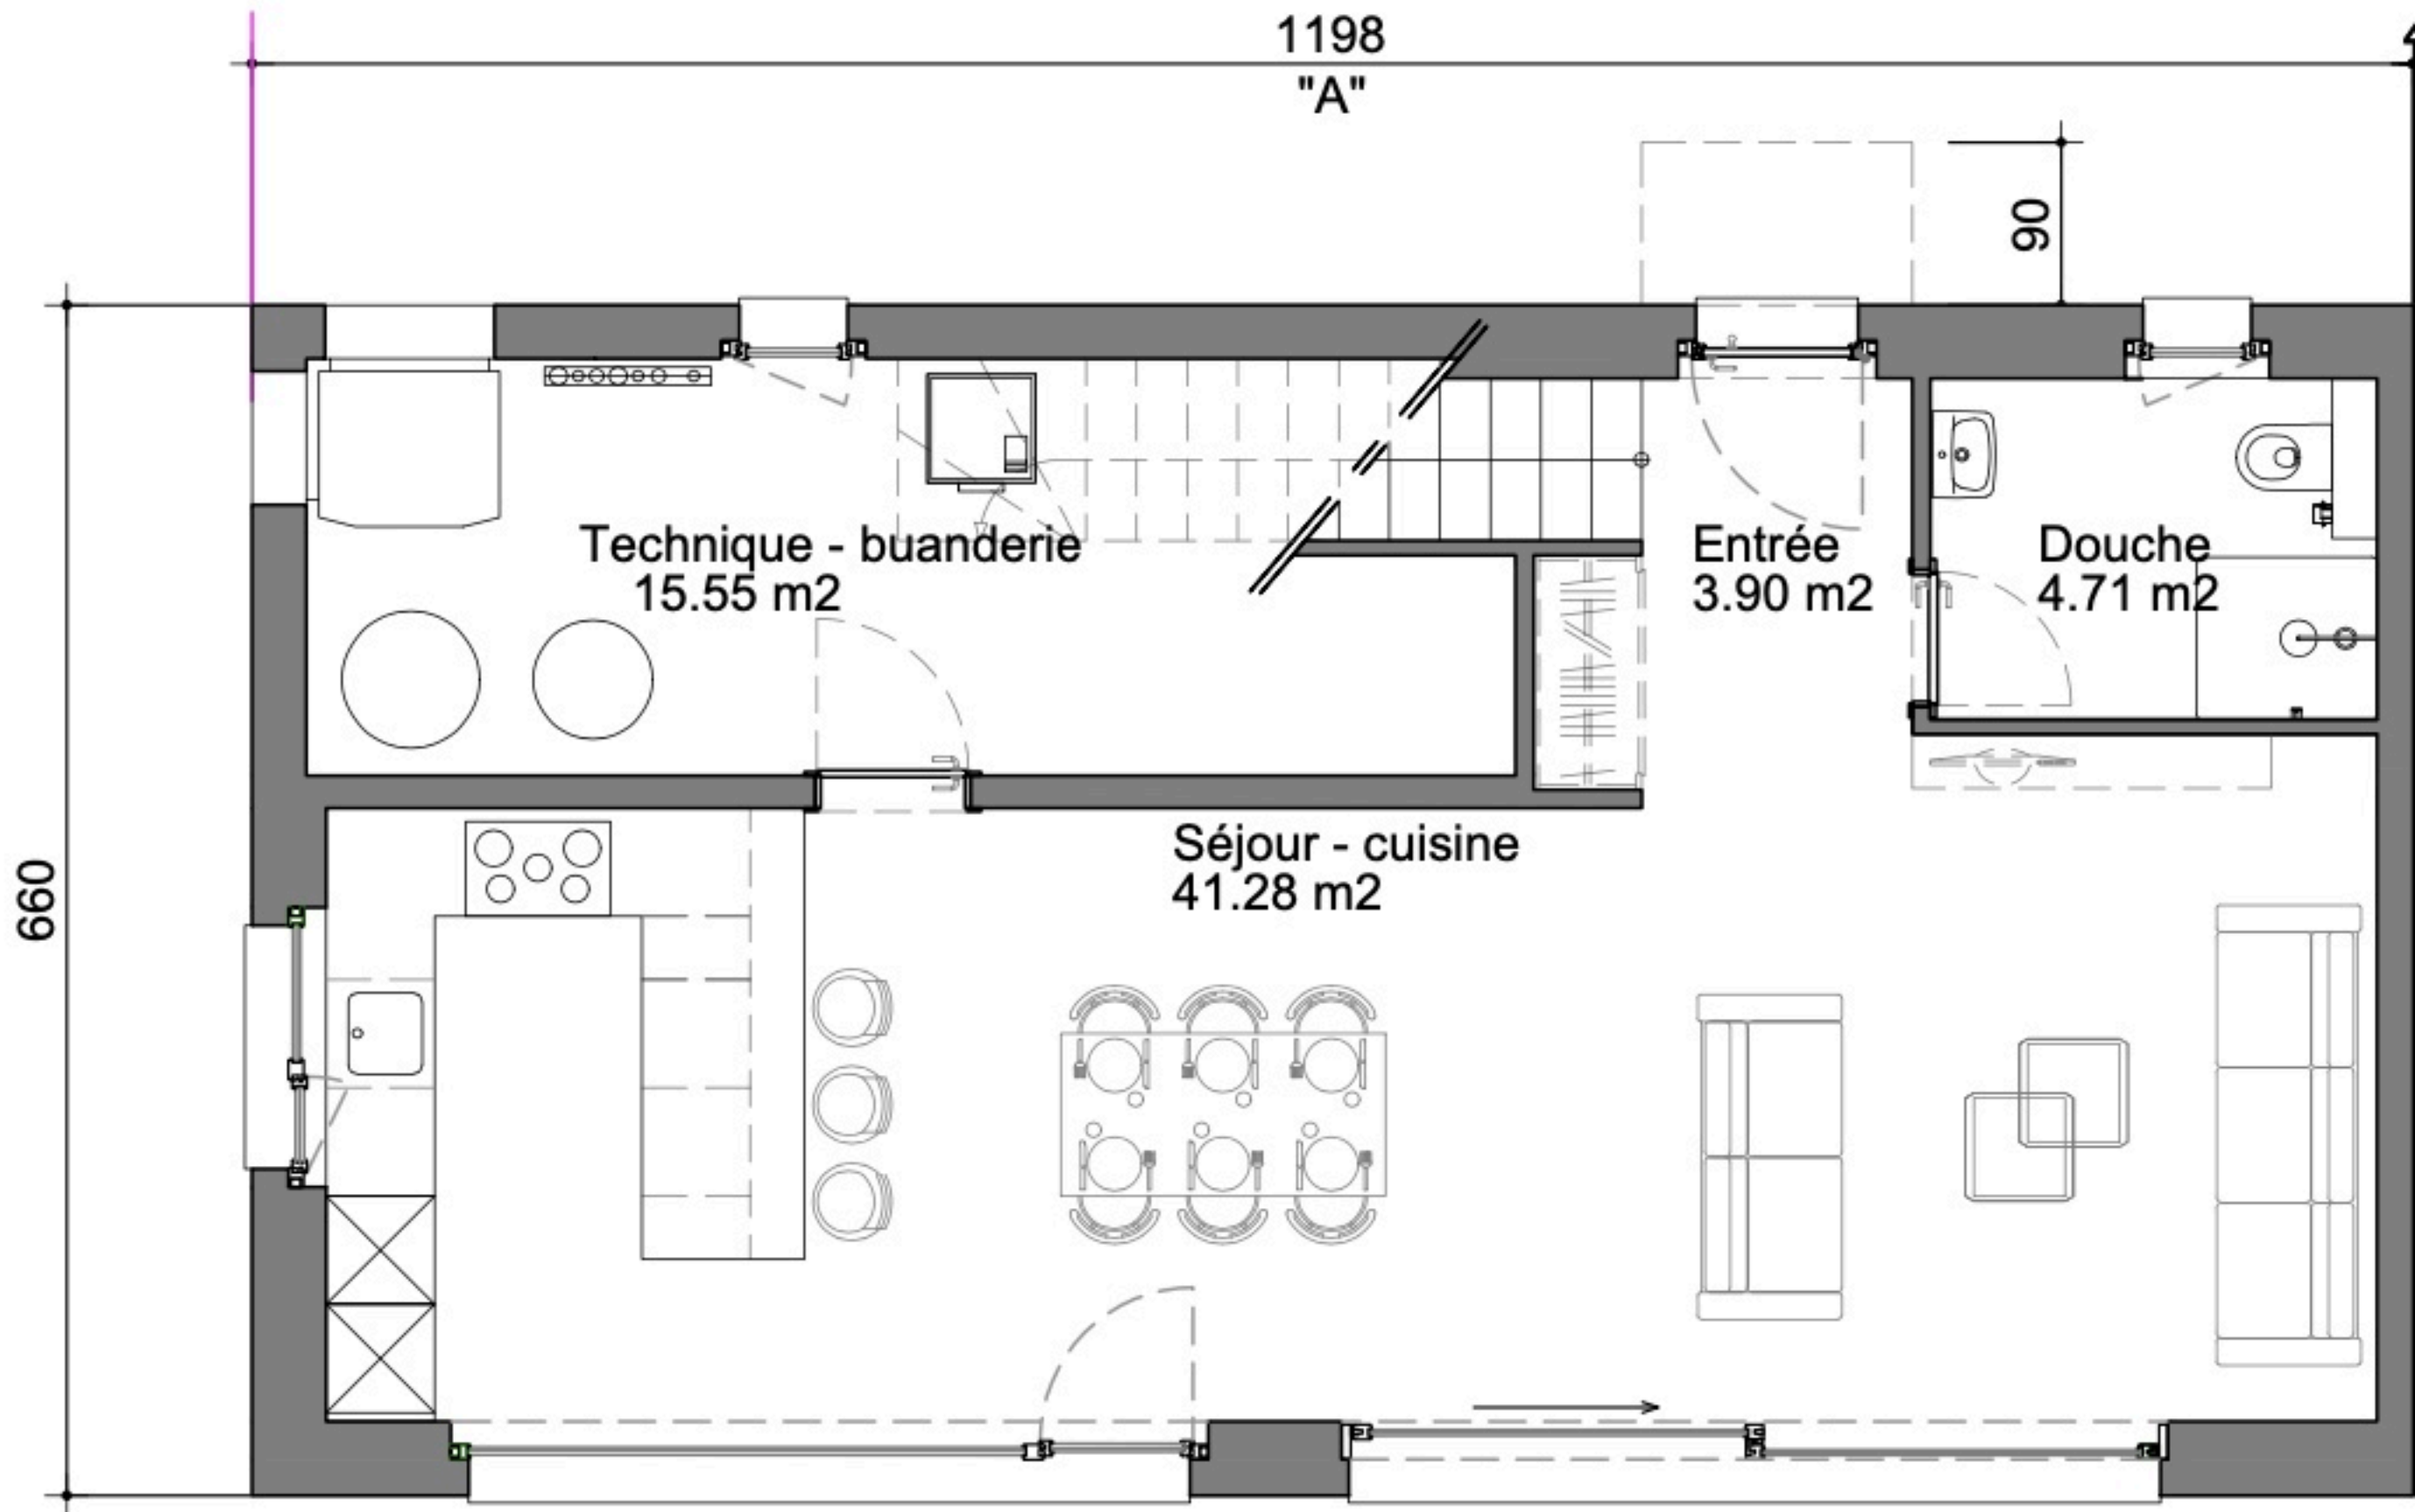 1198
"A"
90
660
Technique - buanderie
15.55 m2
Entrée
3.90 m2
Douche
4.71 m2
Séjour - cuisine
41.28 m2